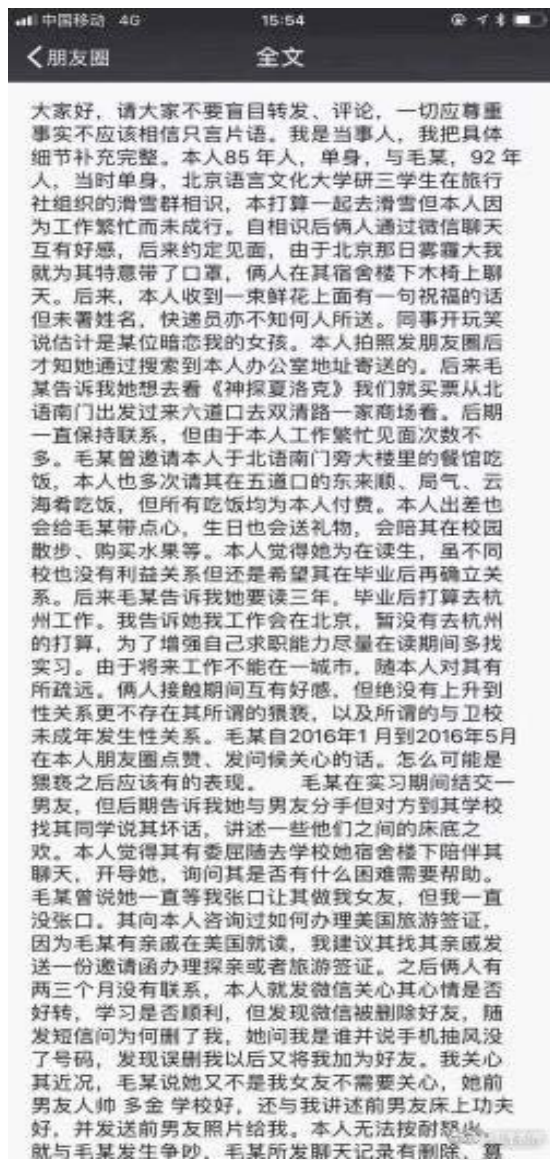 中国移动 4G 15:54
朋友圈 全文
大家好，请大家不要盲目转发、评论，一切应尊重
事实不应该相信只言片语。我是当事人，我把具体
细节补充完整。本人85 年人，单身，与毛某，92 年
人，当时单身，北京语言文化大学研三学生在旅行
社组织的滑雪群相识，本打算一起去滑雪但本人因
为工作繁忙而未成行。自相识后俩人通过微信聊天
互有好感，后来约定见面，由于北京那日雾霾大我
就为其特意带了口罩，俩人在其宿舍楼下木椅上聊
天。后来，本人收到一束鲜花上面有一句祝福的话
但未署姓名，快递员亦不知何人所送。同事开玩笑
说估计是某位暗恋我的女孩。本人拍照发朋友圈后
才知她通过搜索到本人办公室地址寄送的。后来毛
某告诉我她想去看《神探夏洛克》我们就买票从北
语南门出发过来六道口去双清路一家商场看。后期
一直保持联系，但由于本人工作繁忙见面次数不
多。毛某曾邀请本人于北语南门旁大楼里的餐馆吃
饭，本人也多次请其在五道口的东来顺、局气、云
海肴吃饭，但所有吃饭均为本人付费。本人出差也
会给毛某带点心，生日也会送礼物，会陪其在校园
散步、购买水果等。本人觉得她为在读生，虽不同
校也没有利益关系但还是希望其在毕业后再确立关
系。后来毛某告诉我她要读三年，毕业后打算去杭
州工作。我告诉她我工作会在北京，暂没有去杭州
的打算，为了增强自己求职能力尽量在读期间多找
实习。由于将来工作不能在一城市，随本人对其有
所疏远。俩人接触期间互有好感，但绝没有上升到
性关系更不存在其所谓的猥亵，以及所谓的与卫校
未成年发生性关系。毛某自2016年1月到2016年5月
在本人朋友圈点赞、发问候关心的话。怎么可能是
猥亵之后应该有的表现。 毛某在实习期间结交一
男友，但后期告诉我她与男友分手但对方到其学校
找其同学说其坏话，讲述一些他们之间的床底之
欢。本人觉得其有委屈随去学校她宿舍楼下陪伴其
聊天，开导她，询问其是否有什么困难需要帮助。
毛某曾说她一直等我张口让其做我女友，但我一直
没张口。其向本人咨询过如何办理美国旅游签证，
因为毛某有亲戚在美国就读，我建议其找其亲戚发
送一份邀请函办理探亲或者旅游签证。之后俩人有
两三个月没有联系，本人就发微信关心其心情是否
好转，学习是否顺利，但发现微信被删除好友，随
发短信问为何删了我，她问我是谁并说手机抽风没
了号码，发现误删我以后又将我加为好友。我关心
其近况，毛某说她又不是我女友不需要关心，她前
男友人帅 多金 学校好，还与我讲述前男友床上功夫
好，并发送前男友照片给我。本人无法按耐怒火，
就与毛某发生争吵，毛某所发聊天记录有删除、篡